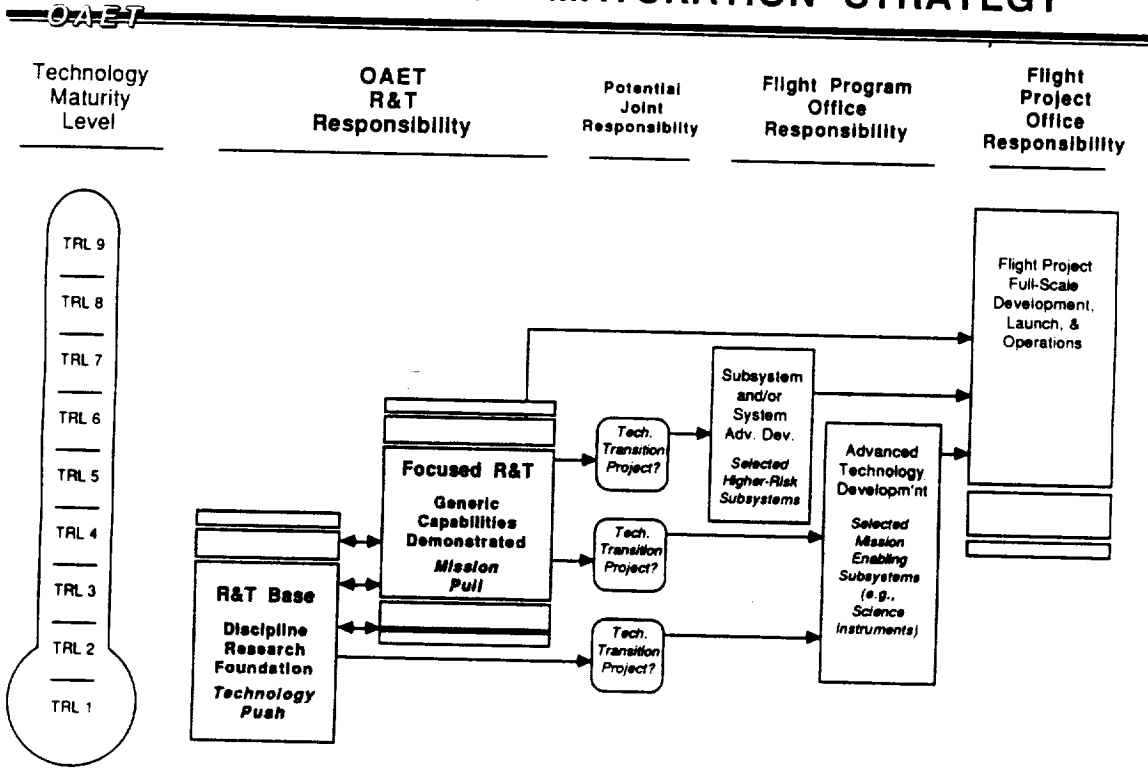 MATURATION STRATEGY
OAET
Technology
Maturity
Level
OAET
R&T
Responsibility
Potential
Joint
Responsibilty
Flight Program
Office
Responsibility
Flight
Project
Office
Responsibility
TRL 9
TRL 8
TRL 7
TRL 6
TRL 5
TRL 4
TRL 3
TRL 2
TRL 1
R&T Base
Discipline
Research
Foundation
Technology
Push
Focused R&T
Generic
Capabilities
Demonstrated
Mission
Pull
Tech.
Transition
Project?
Tech.
Transition
Project?
Tech.
Transition
Project?
Subsystem
and/or
System
Adv. Dev.
Selected
Higher-Risk
Subsystems
Advanced
Technology
Developm'nt
Selected
Mission
Enabling
Subsystems
(e.g.,
Science
Instruments)
Flight Project
Full-Scale
Development,
Launch, &
Operations